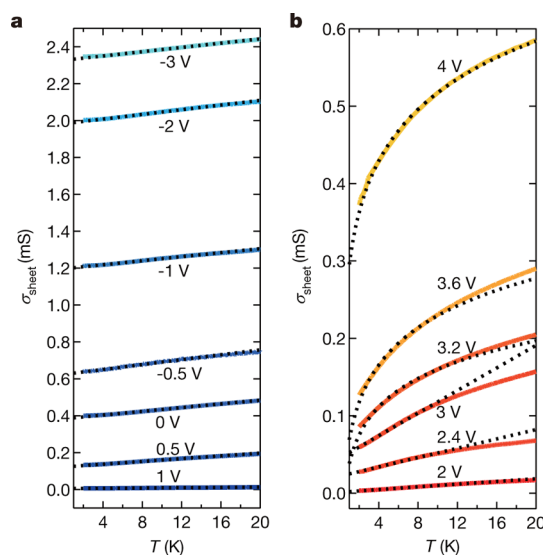 a
2.4
2.2
2.0
1.8
1.6
1.4
1.2
1.0
0.8
0.6
0.4
0.2
0.0
σsheet (mS)
-3 V
-2 V
-1 V
-0.5 V
0 V
0.5 V
1 V
4 8 12 16 20
T (K)
b
0.6
0.5
0.4
0.3
0.2
0.1
0.0
σsheet (mS)
4 V
3.6 V
3.2 V
3 V
2.4 V
2 V
4 8 12 16 20
T (K)